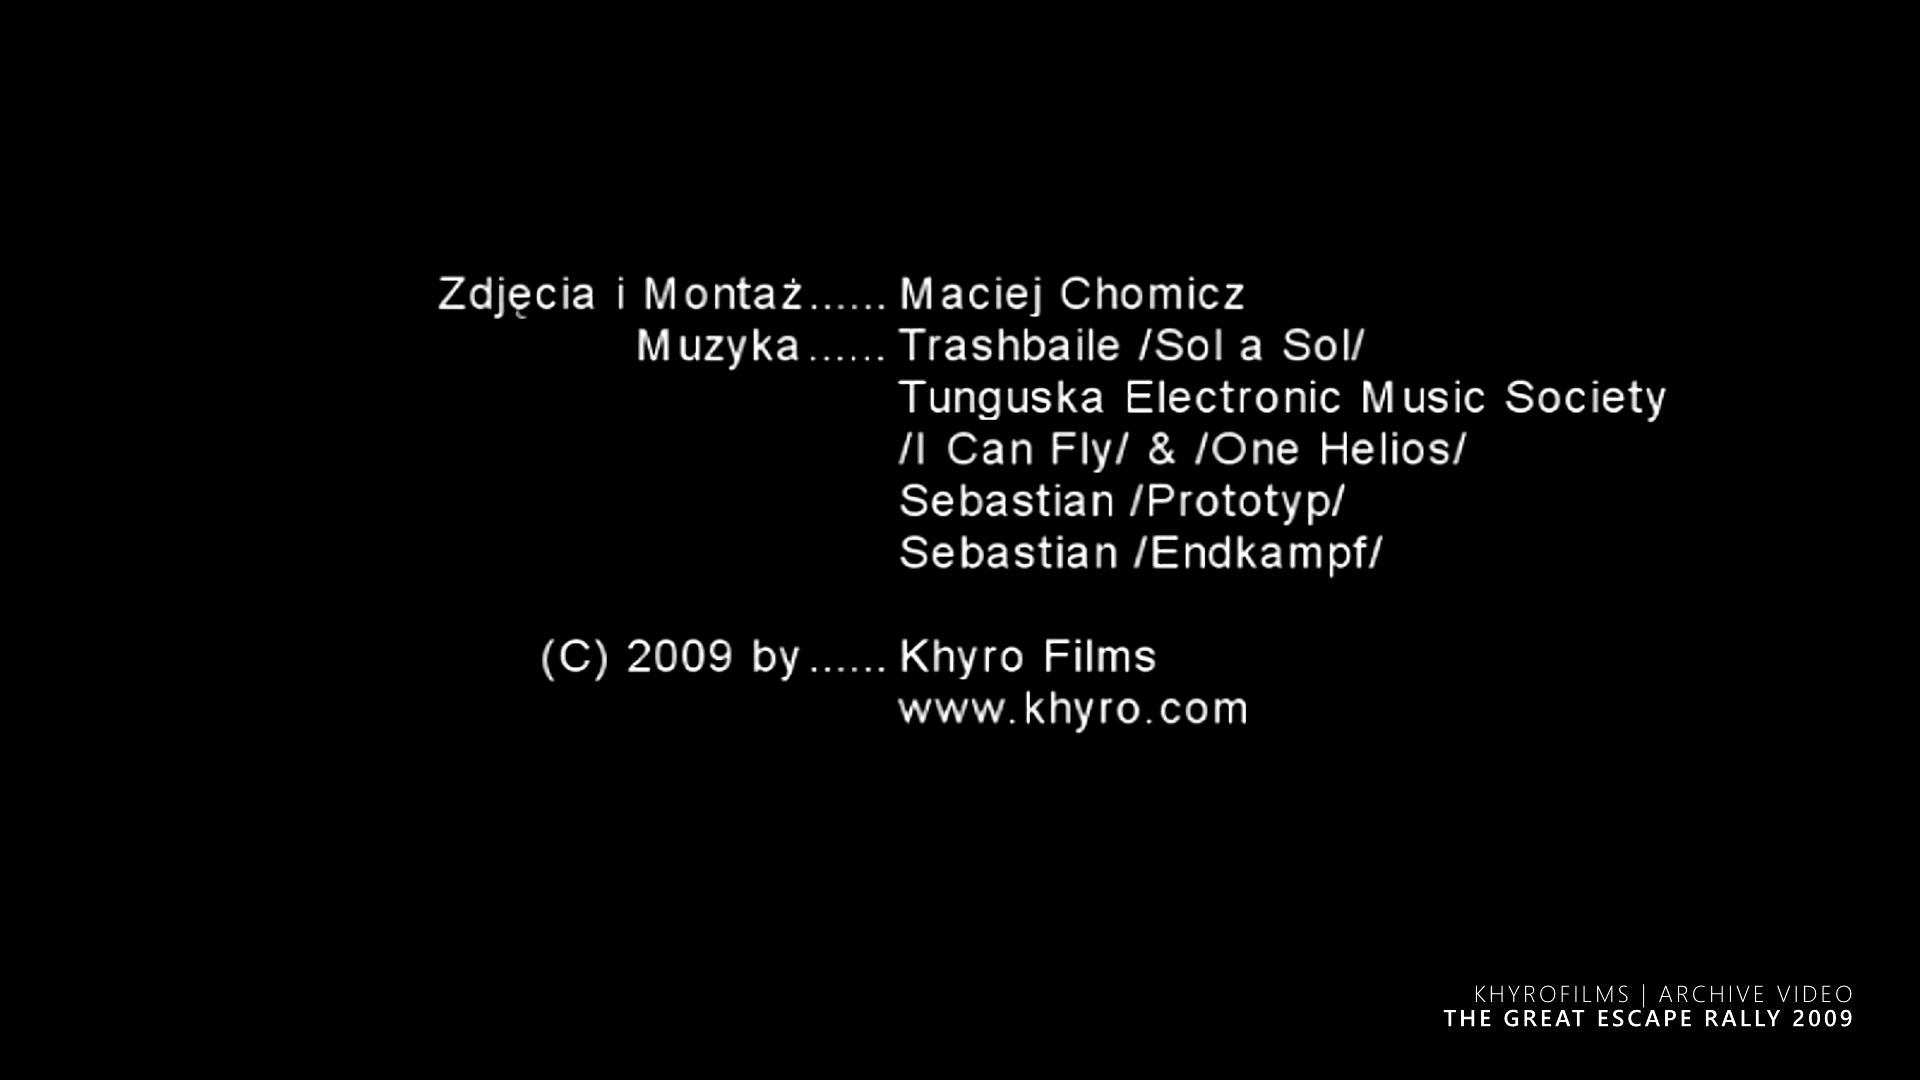 Zdjęcia i Montaż...... Maciej Chomicz
Muzyka...... Trashbaile /Sol a Sol/
Tunguska Electronic Music Society
/I Can Fly/ & /One Helios/
Sebastian /Prototyp/
Sebastian /Endkampf/
(C) 2009 by...... Khyro Films
www.khyro.com
KHYROFILMS | ARCHIVE VIDEO
THE GREAT ESCAPE RALLY 2009